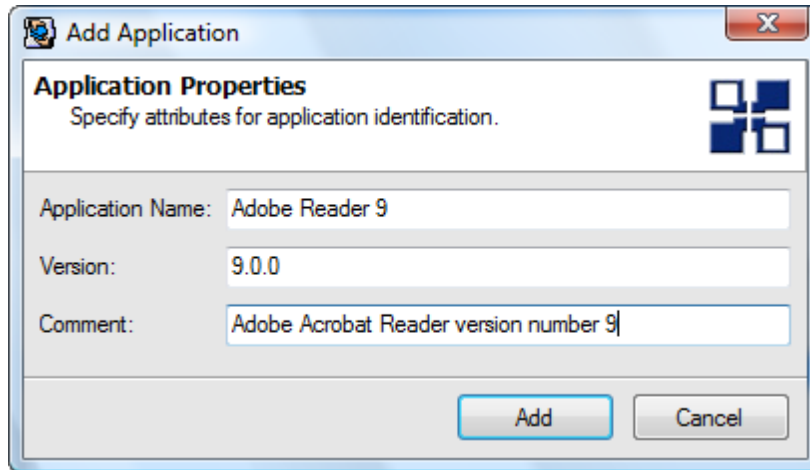 Add Application
Application Properties
Specify attributes for application identification.
Application Name: Adobe Reader 9
Version: 9.0.0
Comment: Adobe Acrobat Reader version number 9
Add Cancel